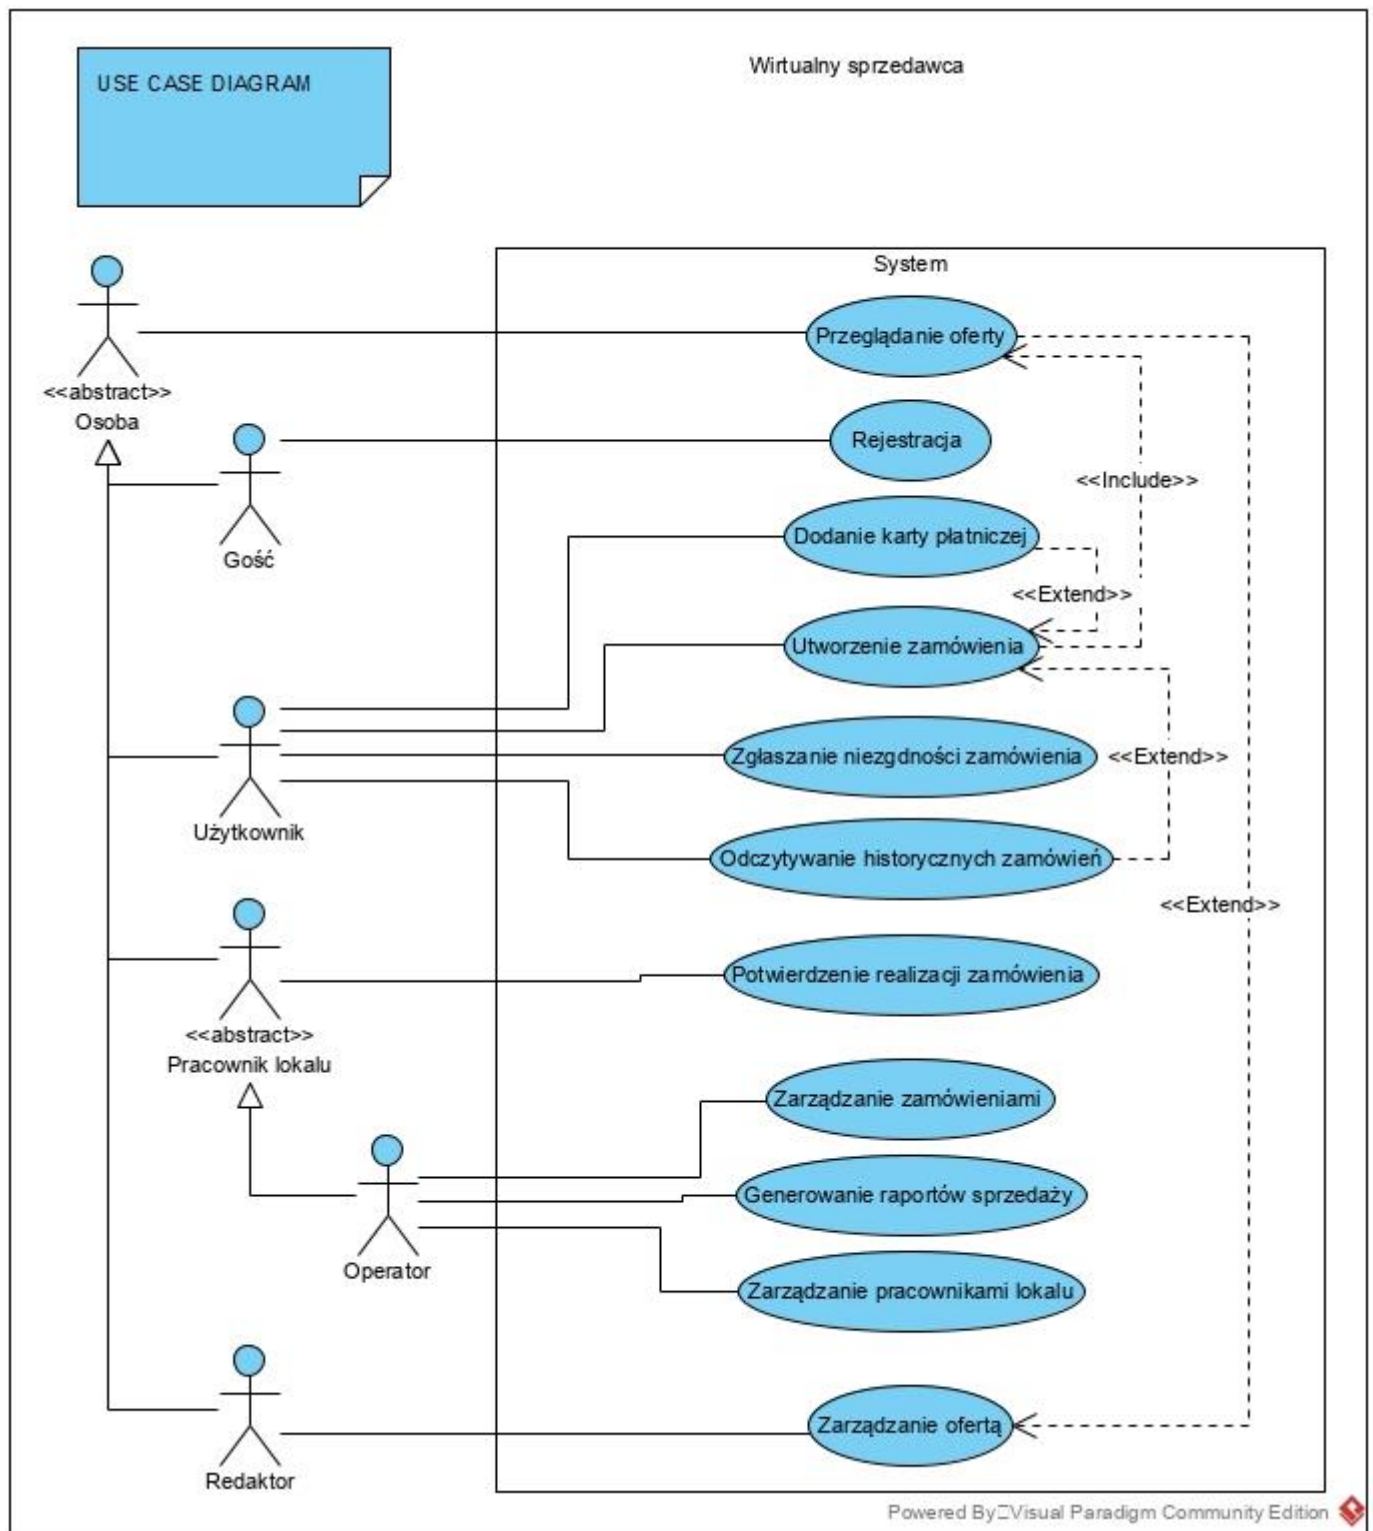 USE CASE DIAGRAM
Wirtualny sprzedawca
System
Przeglądanie oferty
<<abstract>>
Osoba
Rejestracja
<<Include>>
Gość
Dodanie karty płatniczej
<<Extend>>
Utworzenie zamówienia
Zgłaszanie niezgdności zamówienia
<<Extend>>
Użytkownik
Odczytywanie historycznych zamówień
<<Extend>>
Potwierdzenie realizacji zamówienia
<<abstract>>
Pracownik lokalu
Zarządzanie zamówieniami
Generowanie raportów sprzedaży
Operator
Zarządzanie pracownikami lokalu
Zarządzanie ofertą
Redaktor
Powered By Visual Paradigm Community Edition